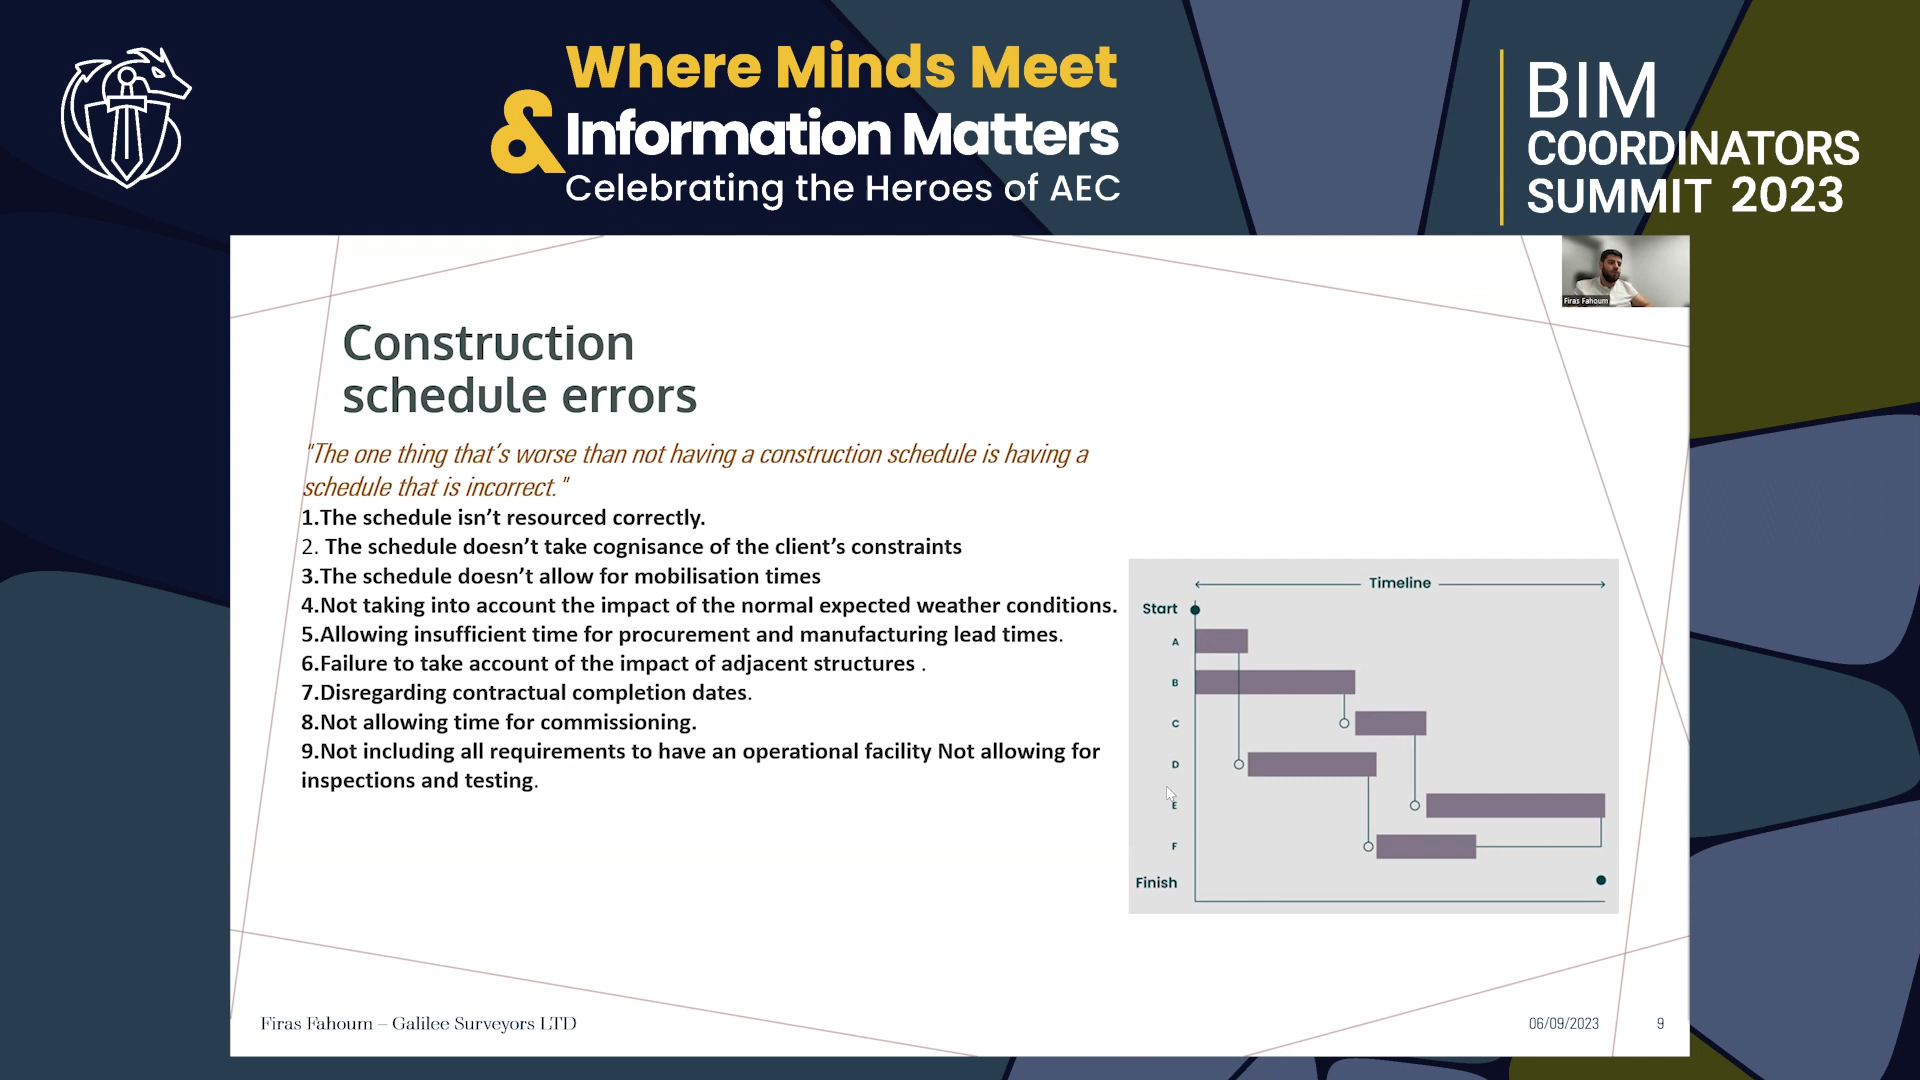 Where Minds Meet
& Information Matters
Celebrating the Heroes of AEC
BIM
COORDINATORS
SUMMIT 2023
Firas Fahoum
Construction
schedule errors
"The one thing that's worse than not having a construction schedule is having a
schedule that is incorrect."
1.The schedule isn't resourced correctly.
2. The schedule doesn't take cognisance of the client's constraints
3.The schedule doesn't allow for mobilisation times
4.Not taking into account the impact of the normal expected weather conditions.
5.Allowing insufficient time for procurement and manufacturing lead times.
6.Failure to take account of the impact of adjacent structures .
7.Disregarding contractual completion dates.
8.Not allowing time for commissioning.
9.Not including all requirements to have an operational facility Not allowing for
inspections and testing.
Timeline
Start
A
B
C
D
E
F
Finish
Firas Fahoum – Galilee Surveyors LTD
06/09/2023
9